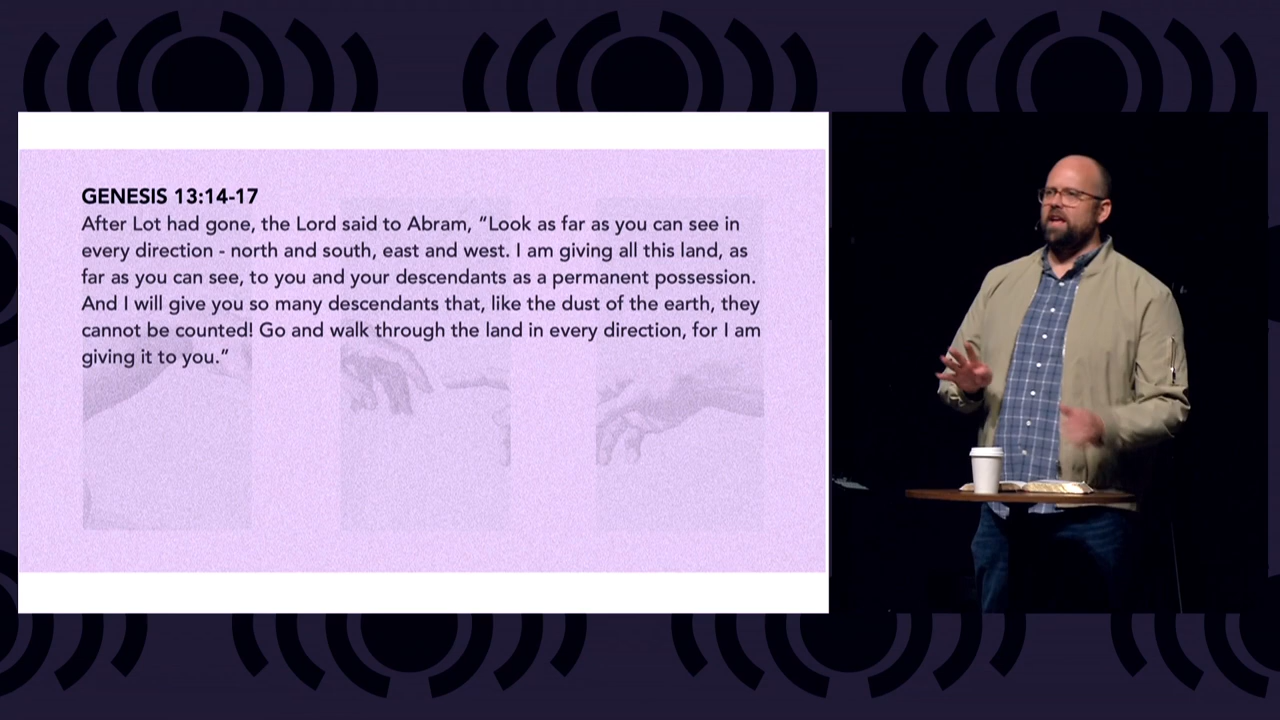 GENESIS 13:14-17
After Lot had gone, the Lord said to Abram, “Look as far as you can see in
every direction - north and south, east and west. I am giving all this land, as
far as you can see, to you and your descendants as a permanent possession.
And I will give you so many descendants that, like the dust of the earth, they
cannot be counted! Go and walk through the land in every direction, for I am
giving it to you.”